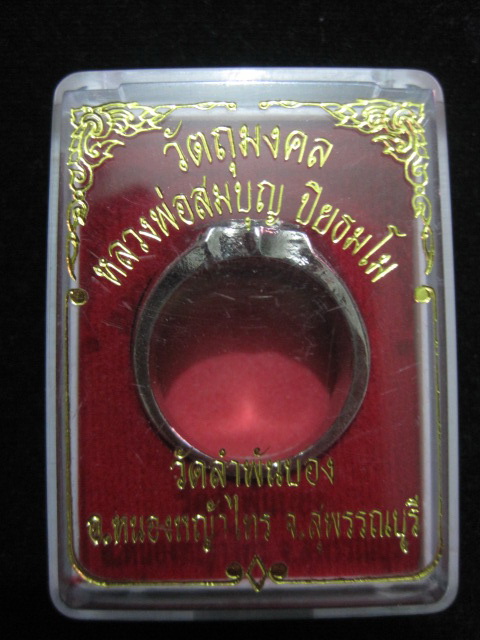 วัตถุมงคล
หลวงพ่อสมบุญ ปิยธมฺโม
วัดลำพันบอง
อ.หนองหญ้าไซ จ.สุพรรณบุรี